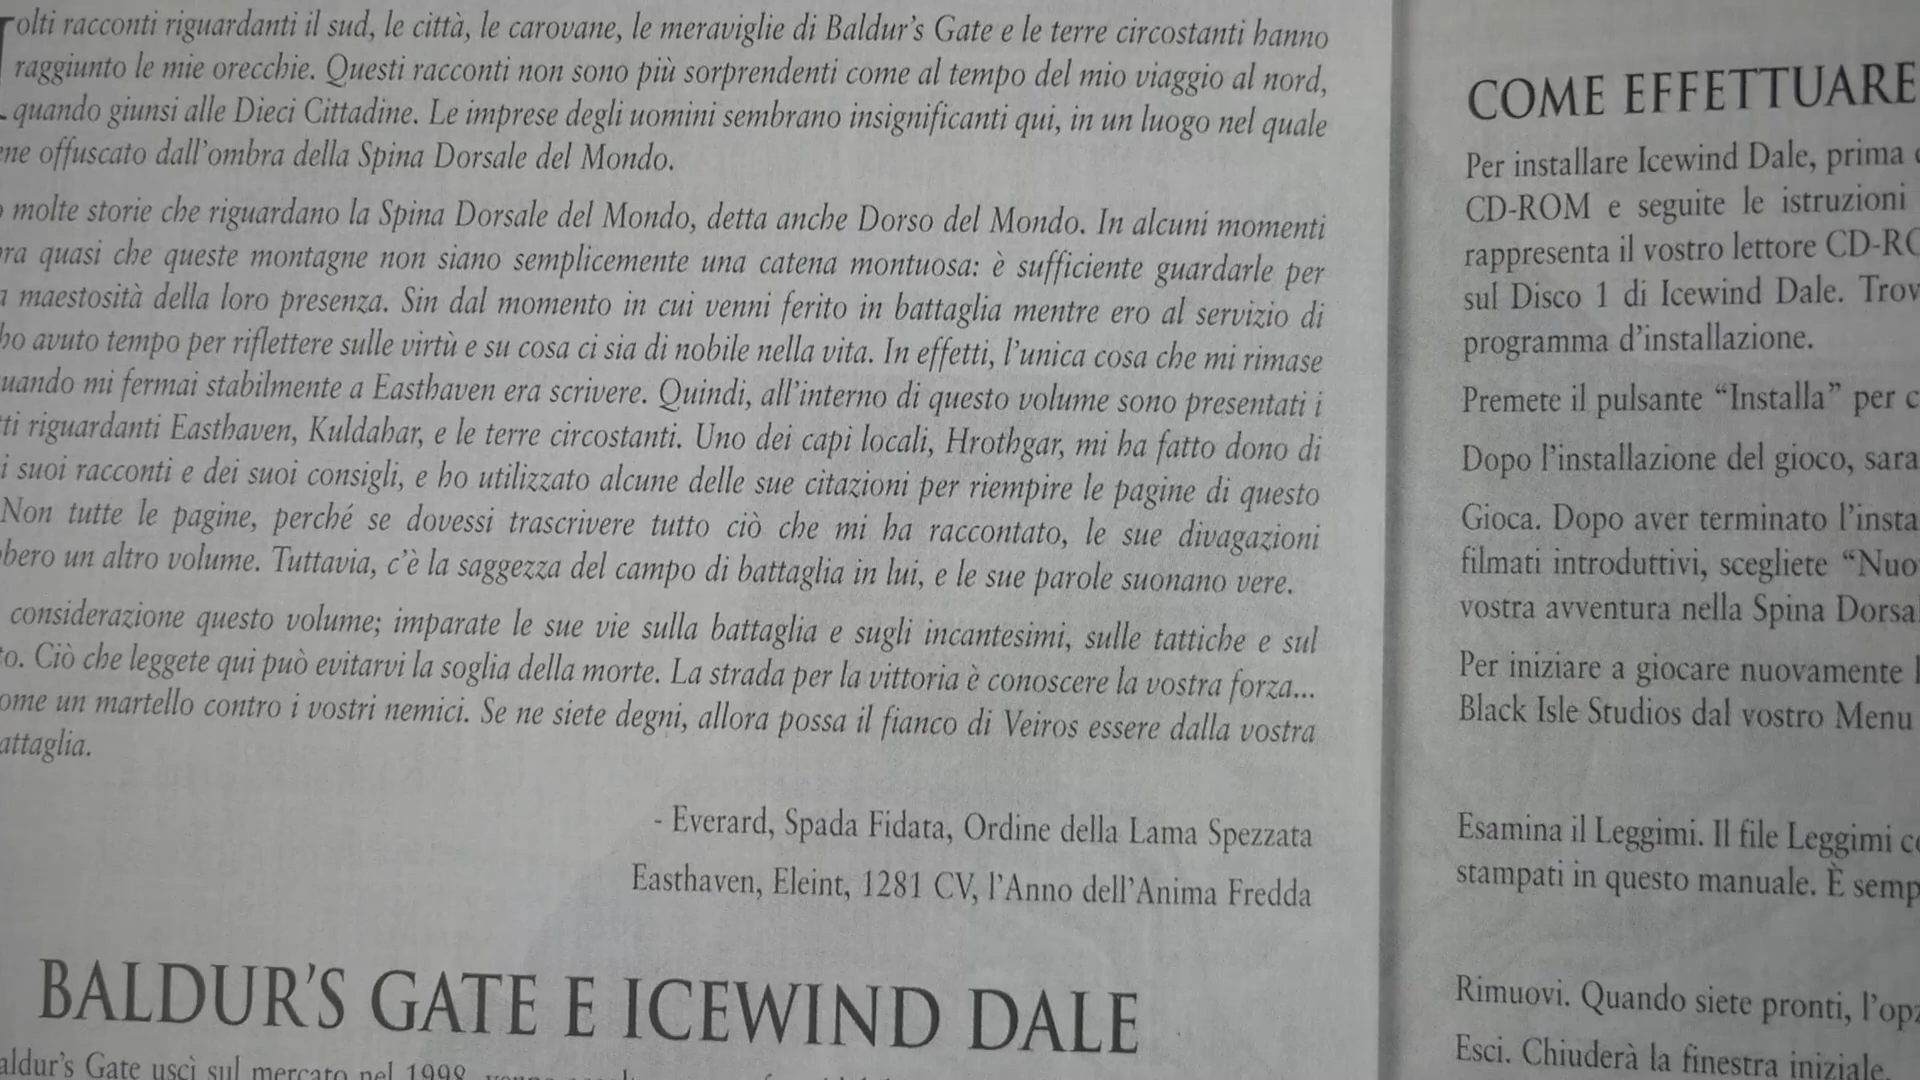 olti racconti riguardanti il sud, le città, le carovane, le meraviglie di Baldur's Gate e le terre circostanti hanno
raggiunto le mie orecchie. Questi racconti non sono più sorprendenti come al tempo del mio viaggio al nord,
quando giunsi alle Dieci Cittadine. Le imprese degli uomini sembrano insignificanti qui, in un luogo nel quale
ne offuscato dall'ombra della Spina Dorsale del Mondo.
molte storie che riguardano la Spina Dorsale del Mondo, detta anche Dorso del Mondo. In alcuni momenti
ra quasi che queste montagne non siano semplicemente una catena montuosa: è sufficiente guardarle per
maestosità della loro presenza. Sin dal momento in cui venni ferito in battaglia mentre ero al servizio di
ho avuto tempo per riflettere sulle virtù e su cosa ci sia di nobile nella vita. In effetti, l'unica cosa che mi rimase
uando mi fermai stabilmente a Easthaven era scrivere. Quindi, all'interno di questo volume sono presentati i
ti riguardanti Easthaven, Kuldahar, e le terre circostanti. Uno dei capi locali, Hrothgar, mi ha fatto dono di
i suoi racconti e dei suoi consigli, e ho utilizzato alcune delle sue citazioni per riempire le pagine di questo
Non tutte le pagine, perché se dovessi trascrivere tutto ciò che mi ha raccontato, le sue divagazioni
bero un altro volume. Tuttavia, c'è la saggezza del campo di battaglia in lui, e le sue parole suonano vere.
considerazione questo volume; imparate le sue vie sulla battaglia e sugli incantesimi, sulle tattiche e sul
o. Ciò che leggete qui può evitarvi la soglia della morte. La strada per la vittoria è conoscere la vostra forza...
ome un martello contro i vostri nemici. Se ne siete degni, allora possa il fianco di Veiros essere dalla vostra
attaglia.
- Everard, Spada Fidata, Ordine della Lama Spezzata
Easthaven, Eleint, 1281 CV, l'Anno dell'Anima Fredda
BALDUR'S GATE E ICEWIND DALE
aldur's Gate uscì sul mercato nel 1998,
COME EFFETTUARE
Per installare Icewind Dale, prima
CD-ROM e seguite le istruzioni
rappresenta il vostro lettore CD-RO
sul Disco 1 di Icewind Dale. Trov
programma d'installazione.
Premete il pulsante "Installa" per c
Dopo l'installazione del gioco, sara
Gioca. Dopo aver terminato l'insta
filmati introduttivi, scegliete "Nuo
vostra avventura nella Spina Dorsa
Per iniziare a giocare nuovamente
Black Isle Studios dal vostro Menu
Esamina il Leggimi. Il file Leggimi co
stampati in questo manuale. È semp
Rimuovi. Quando siete pronti, l'opz
Esci. Chiuderà la finestra iniziale.